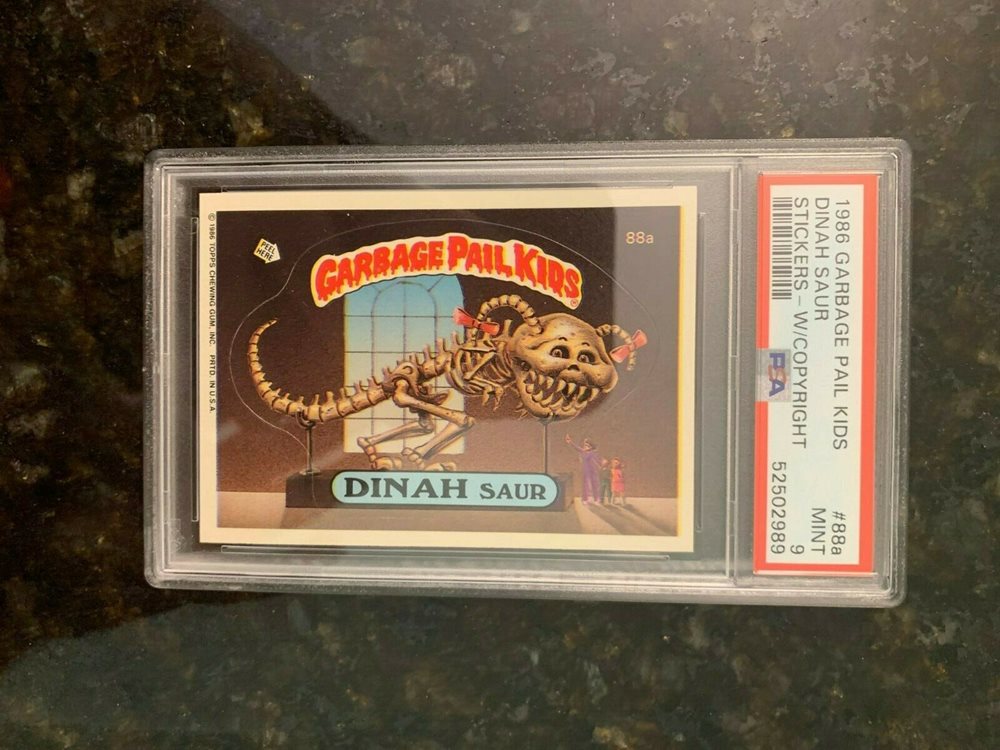 © 1986 TOPPS CHEWING GUM, INC. PRTD. IN U.S.A.
PEEL HERE
GARBAGE PAIL KIDS®
88a
DINAH SAUR
1986 GARBAGE PAIL KIDS #88a
DINAH SAUR MINT
STICKERS – W/COPYRIGHT 9
PSA 52502989